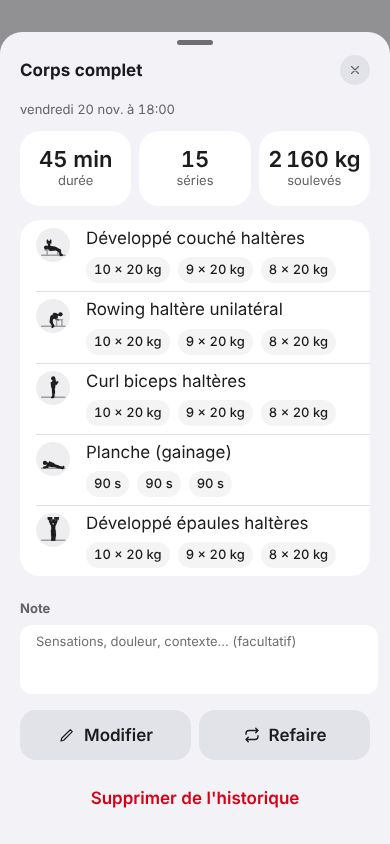 Corps complet
vendredi 20 nov. à 18:00
45 min
durée
15
séries
2 160 kg
soulevés
Développé couché haltères
10 × 20 kg 9 × 20 kg 8 × 20 kg
Rowing haltère unilatéral
10 × 20 kg 9 × 20 kg 8 × 20 kg
Curl biceps haltères
10 × 20 kg 9 × 20 kg 8 × 20 kg
Planche (gainage)
90 s 90 s 90 s
Développé épaules haltères
10 × 20 kg 9 × 20 kg 8 × 20 kg
Note
Sensations, douleur, contexte... (facultatif)
Modifier
Refaire
Supprimer de l'historique